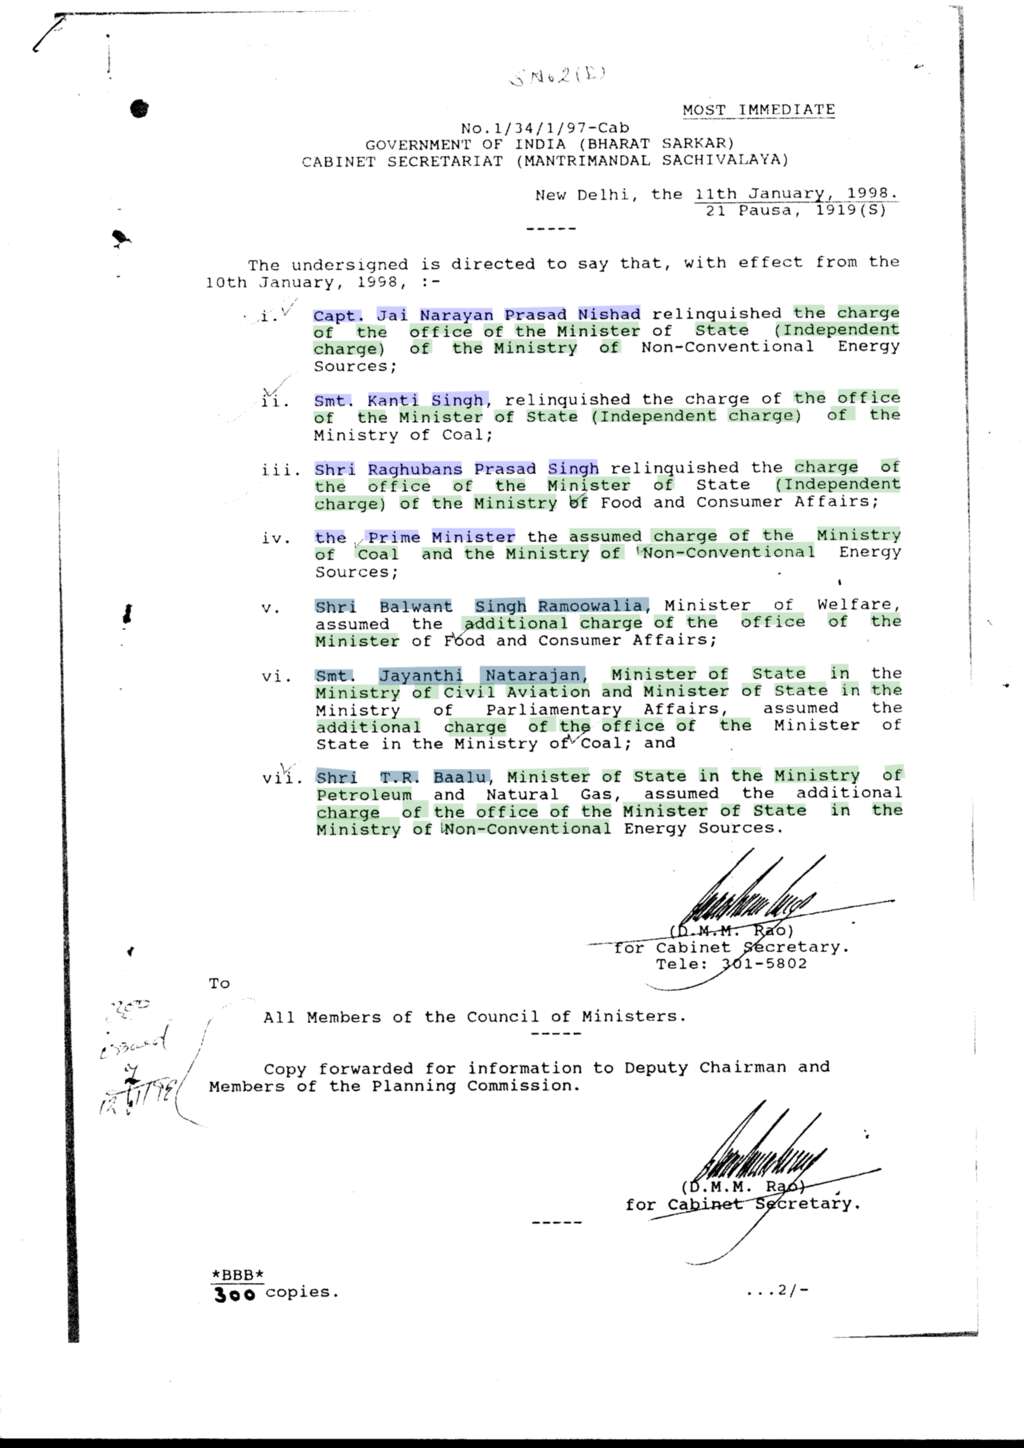 S No 2(E)
MOST IMMEDIATE
No.1/34/1/97-Cab
GOVERNMENT OF INDIA (BHARAT SARKAR)
CABINET SECRETARIAT (MANTRIMANDAL SACHIVALAYA)
New Delhi, the 11th January, 1998.
21 Pausa, 1919(S)
-----
The undersigned is directed to say that, with effect from the
10th January, 1998, :-
i. Capt. Jai Narayan Prasad Nishad relinquished the charge
of the office of the Minister of State (Independent
charge) of the Ministry of Non-Conventional Energy
Sources;
ii. Smt. Kanti Singh, relinquished the charge of the office
of the Minister of State (Independent charge) of the
Ministry of Coal;
iii. Shri Raghubans Prasad Singh relinquished the charge of
the office of the Minister of State (Independent
charge) of the Ministry of Food and Consumer Affairs;
iv. the Prime Minister the assumed charge of the Ministry
of Coal and the Ministry of Non-Conventional Energy
Sources;
v. Shri Balwant Singh Ramoowalia, Minister of Welfare,
assumed the additional charge of the office of the
Minister of Food and Consumer Affairs;
vi. Smt. Jayanthi Natarajan, Minister of State in the
Ministry of Civil Aviation and Minister of State in the
Ministry of Parliamentary Affairs, assumed the
additional charge of the office of the Minister of
State in the Ministry of Coal; and
vii. Shri T.R. Baalu, Minister of State in the Ministry of
Petroleum and Natural Gas, assumed the additional
charge of the office of the Minister of State in the
Ministry of Non-Conventional Energy Sources.
(D.M.M. Rao)
for Cabinet Secretary.
Tele: 301-5802
To
All Members of the Council of Ministers.
-----
issued
Copy forwarded for information to Deputy Chairman and
Members of the Planning Commission.
(D.M.M. Rao)
for Cabinet Secretary.
-----
*BBB*
300 copies.
...2/-